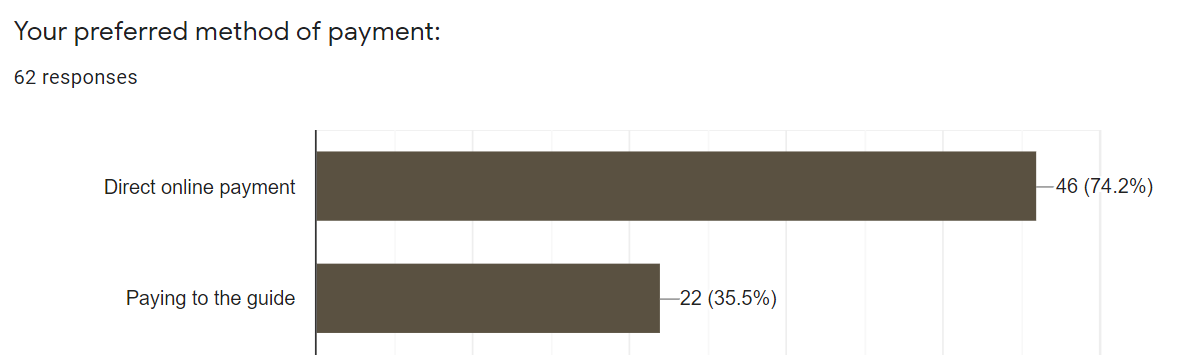 Your preferred method of payment:
62 responses
Direct online payment
46 (74.2%)
Paying to the guide
22 (35.5%)